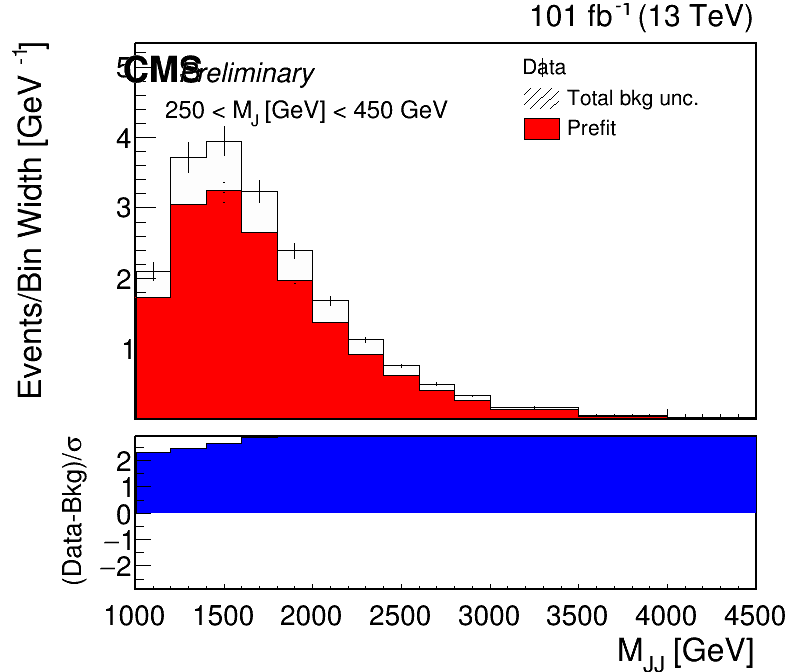 101 fb⁻¹ (13 TeV)
Events/Bin Width [GeV⁻¹]
5
4
3
2
1
CMS Preliminary
250 < M_J [GeV] < 450 GeV
Data
Total bkg unc.
Prefit
(Data-Bkg)/σ
2
1
0
−1
−2
1000 1500 2000 2500 3000 3500 4000 4500
M_JJ [GeV]